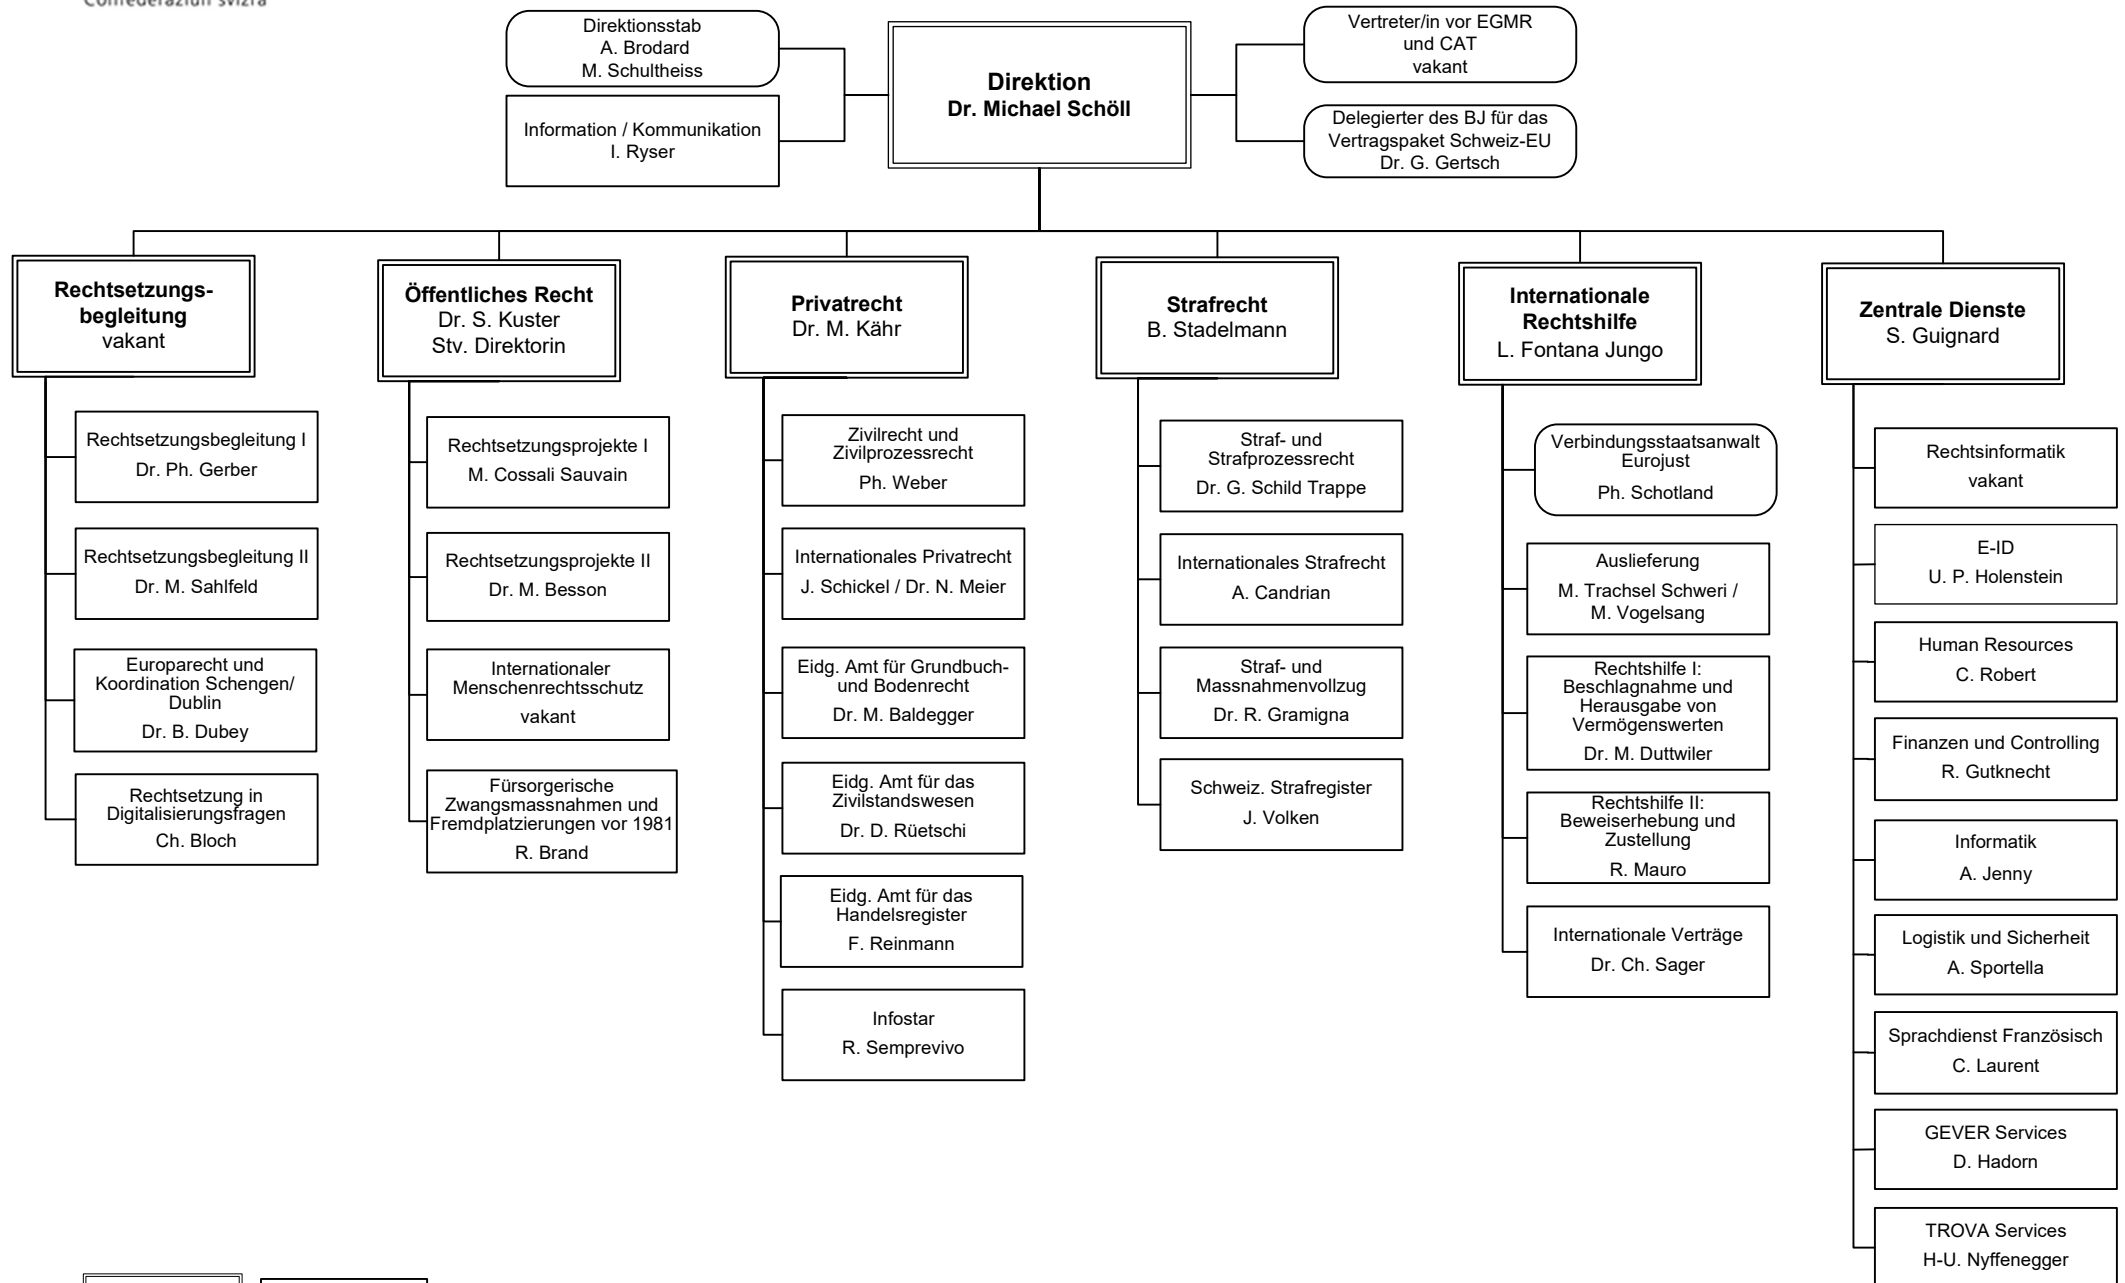 Confederaziun svizra
Direktionsstab
A. Brodard
M. Schultheiss
Information / Kommunikation
I. Ryser
Direktion
Dr. Michael Schöll
Vertreter/in vor EGMR
und CAT
vakant
Delegierter des BJ für das
Vertragspaket Schweiz-EU
Dr. G. Gertsch
Rechtsetzungs-
begleitung
vakant
Rechtsetzungsbegleitung I
Dr. Ph. Gerber
Rechtsetzungsbegleitung II
Dr. M. Sahlfeld
Europarecht und
Koordination Schengen/
Dublin
Dr. B. Dubey
Rechtsetzung in
Digitalisierungsfragen
Ch. Bloch
Öffentliches Recht
Dr. S. Kuster
Stv. Direktorin
Rechtsetzungsprojekte I
M. Cossali Sauvain
Rechtsetzungsprojekte II
Dr. M. Besson
Internationaler
Menschenrechtsschutz
vakant
Fürsorgerische
Zwangsmassnahmen und
Fremdplatzierungen vor 1981
R. Brand
Privatrecht
Dr. M. Kähr
Zivilrecht und
Zivilprozessrecht
Ph. Weber
Internationales Privatrecht
J. Schickel / Dr. N. Meier
Eidg. Amt für Grundbuch-
und Bodenrecht
Dr. M. Baldegger
Eidg. Amt für das
Zivilstandswesen
Dr. D. Rüetschi
Eidg. Amt für das
Handelsregister
F. Reinmann
Infostar
R. Semprevivo
Strafrecht
B. Stadelmann
Straf- und
Strafprozessrecht
Dr. G. Schild Trappe
Internationales Strafrecht
A. Candrian
Straf- und
Massnahmenvollzug
Dr. R. Gramigna
Schweiz. Strafregister
J. Volken
Internationale
Rechtshilfe
L. Fontana Jungo
Verbindungsstaatsanwalt
Eurojust
Ph. Schotland
Auslieferung
M. Trachsel Schweri /
M. Vogelsang
Rechtshilfe I:
Beschlagnahme und
Herausgabe von
Vermögenswerten
Dr. M. Duttwiler
Rechtshilfe II:
Beweiserhebung und
Zustellung
R. Mauro
Internationale Verträge
Dr. Ch. Sager
Zentrale Dienste
S. Guignard
Rechtsinformatik
vakant
E-ID
U. P. Holenstein
Human Resources
C. Robert
Finanzen und Controlling
R. Gutknecht
Informatik
A. Jenny
Logistik und Sicherheit
A. Sportella
Sprachdienst Französisch
C. Laurent
GEVER Services
D. Hadorn
TROVA Services
H-U. Nyffenegger